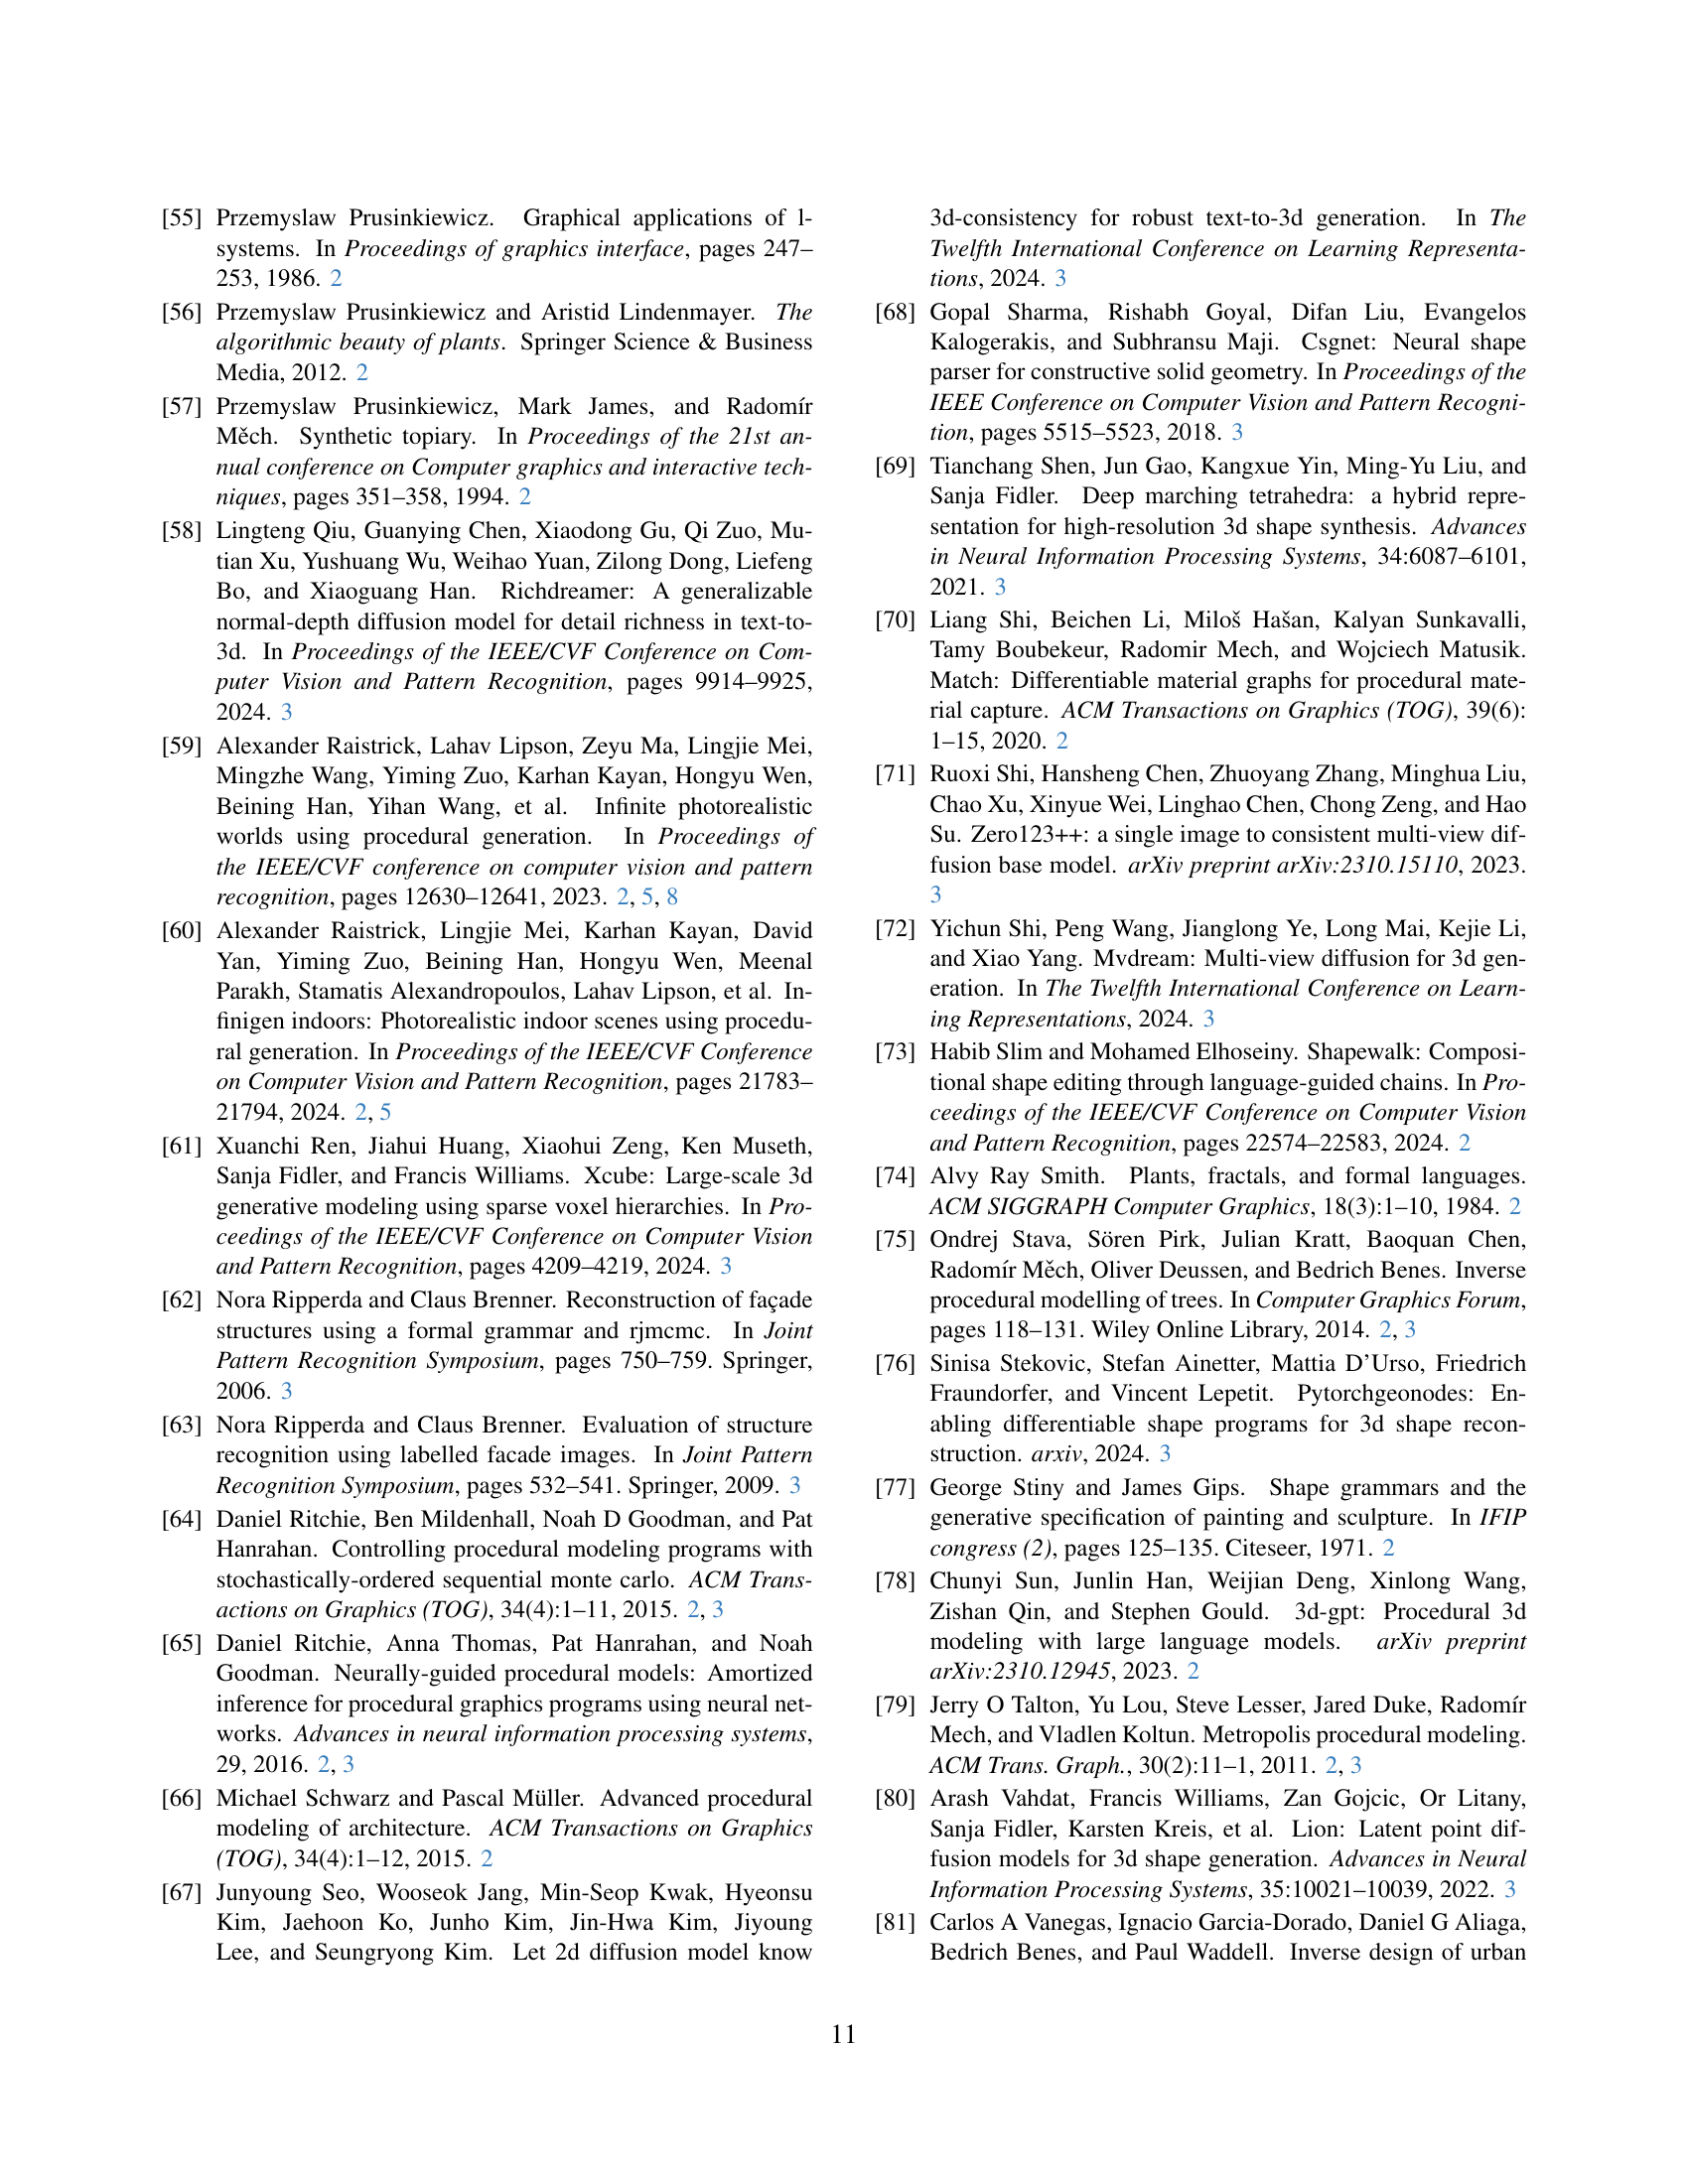 [55] Przemyslaw Prusinkiewicz. Graphical applications of l-
systems. In Proceedings of graphics interface, pages 247–
253, 1986. 2
[56] Przemyslaw Prusinkiewicz and Aristid Lindenmayer. The
algorithmic beauty of plants. Springer Science & Business
Media, 2012. 2
[57] Przemyslaw Prusinkiewicz, Mark James, and Radomír
Měch. Synthetic topiary. In Proceedings of the 21st an-
nual conference on Computer graphics and interactive tech-
niques, pages 351–358, 1994. 2
[58] Lingteng Qiu, Guanying Chen, Xiaodong Gu, Qi Zuo, Mu-
tian Xu, Yushuang Wu, Weihao Yuan, Zilong Dong, Liefeng
Bo, and Xiaoguang Han. Richdreamer: A generalizable
normal-depth diffusion model for detail richness in text-to-
3d. In Proceedings of the IEEE/CVF Conference on Com-
puter Vision and Pattern Recognition, pages 9914–9925,
2024. 3
[59] Alexander Raistrick, Lahav Lipson, Zeyu Ma, Lingjie Mei,
Mingzhe Wang, Yiming Zuo, Karhan Kayan, Hongyu Wen,
Beining Han, Yihan Wang, et al. Infinite photorealistic
worlds using procedural generation. In Proceedings of
the IEEE/CVF conference on computer vision and pattern
recognition, pages 12630–12641, 2023. 2, 5, 8
[60] Alexander Raistrick, Lingjie Mei, Karhan Kayan, David
Yan, Yiming Zuo, Beining Han, Hongyu Wen, Meenal
Parakh, Stamatis Alexandropoulos, Lahav Lipson, et al. In-
finigen indoors: Photorealistic indoor scenes using procedu-
ral generation. In Proceedings of the IEEE/CVF Conference
on Computer Vision and Pattern Recognition, pages 21783–
21794, 2024. 2, 5
[61] Xuanchi Ren, Jiahui Huang, Xiaohui Zeng, Ken Museth,
Sanja Fidler, and Francis Williams. Xcube: Large-scale 3d
generative modeling using sparse voxel hierarchies. In Pro-
ceedings of the IEEE/CVF Conference on Computer Vision
and Pattern Recognition, pages 4209–4219, 2024. 3
[62] Nora Ripperda and Claus Brenner. Reconstruction of façade
structures using a formal grammar and rjmcmc. In Joint
Pattern Recognition Symposium, pages 750–759. Springer,
2006. 3
[63] Nora Ripperda and Claus Brenner. Evaluation of structure
recognition using labelled facade images. In Joint Pattern
Recognition Symposium, pages 532–541. Springer, 2009. 3
[64] Daniel Ritchie, Ben Mildenhall, Noah D Goodman, and Pat
Hanrahan. Controlling procedural modeling programs with
stochastically-ordered sequential monte carlo. ACM Trans-
actions on Graphics (TOG), 34(4):1–11, 2015. 2, 3
[65] Daniel Ritchie, Anna Thomas, Pat Hanrahan, and Noah
Goodman. Neurally-guided procedural models: Amortized
inference for procedural graphics programs using neural net-
works. Advances in neural information processing systems,
29, 2016. 2, 3
[66] Michael Schwarz and Pascal Müller. Advanced procedural
modeling of architecture. ACM Transactions on Graphics
(TOG), 34(4):1–12, 2015. 2
[67] Junyoung Seo, Wooseok Jang, Min-Seop Kwak, Hyeonsu
Kim, Jaehoon Ko, Junho Kim, Jin-Hwa Kim, Jiyoung
Lee, and Seungryong Kim. Let 2d diffusion model know
3d-consistency for robust text-to-3d generation. In The
Twelfth International Conference on Learning Representa-
tions, 2024. 3
[68] Gopal Sharma, Rishabh Goyal, Difan Liu, Evangelos
Kalogerakis, and Subhransu Maji. Csgnet: Neural shape
parser for constructive solid geometry. In Proceedings of the
IEEE Conference on Computer Vision and Pattern Recogni-
tion, pages 5515–5523, 2018. 3
[69] Tianchang Shen, Jun Gao, Kangxue Yin, Ming-Yu Liu, and
Sanja Fidler. Deep marching tetrahedra: a hybrid repre-
sentation for high-resolution 3d shape synthesis. Advances
in Neural Information Processing Systems, 34:6087–6101,
2021. 3
[70] Liang Shi, Beichen Li, Miloš Hašan, Kalyan Sunkavalli,
Tamy Boubekeur, Radomir Mech, and Wojciech Matusik.
Match: Differentiable material graphs for procedural mate-
rial capture. ACM Transactions on Graphics (TOG), 39(6):
1–15, 2020. 2
[71] Ruoxi Shi, Hansheng Chen, Zhuoyang Zhang, Minghua Liu,
Chao Xu, Xinyue Wei, Linghao Chen, Chong Zeng, and Hao
Su. Zero123++: a single image to consistent multi-view dif-
fusion base model. arXiv preprint arXiv:2310.15110, 2023.
3
[72] Yichun Shi, Peng Wang, Jianglong Ye, Long Mai, Kejie Li,
and Xiao Yang. Mvdream: Multi-view diffusion for 3d gen-
eration. In The Twelfth International Conference on Learn-
ing Representations, 2024. 3
[73] Habib Slim and Mohamed Elhoseiny. Shapewalk: Composi-
tional shape editing through language-guided chains. In Pro-
ceedings of the IEEE/CVF Conference on Computer Vision
and Pattern Recognition, pages 22574–22583, 2024. 2
[74] Alvy Ray Smith. Plants, fractals, and formal languages.
ACM SIGGRAPH Computer Graphics, 18(3):1–10, 1984. 2
[75] Ondrej Stava, Sören Pirk, Julian Kratt, Baoquan Chen,
Radomír Měch, Oliver Deussen, and Bedrich Benes. Inverse
procedural modelling of trees. In Computer Graphics Forum,
pages 118–131. Wiley Online Library, 2014. 2, 3
[76] Sinisa Stekovic, Stefan Ainetter, Mattia D’Urso, Friedrich
Fraundorfer, and Vincent Lepetit. Pytorchgeonodes: En-
abling differentiable shape programs for 3d shape recon-
struction. arxiv, 2024. 3
[77] George Stiny and James Gips. Shape grammars and the
generative specification of painting and sculpture. In IFIP
congress (2), pages 125–135. Citeseer, 1971. 2
[78] Chunyi Sun, Junlin Han, Weijian Deng, Xinlong Wang,
Zishan Qin, and Stephen Gould. 3d-gpt: Procedural 3d
modeling with large language models. arXiv preprint
arXiv:2310.12945, 2023. 2
[79] Jerry O Talton, Yu Lou, Steve Lesser, Jared Duke, Radomír
Mech, and Vladlen Koltun. Metropolis procedural modeling.
ACM Trans. Graph., 30(2):11–1, 2011. 2, 3
[80] Arash Vahdat, Francis Williams, Zan Gojcic, Or Litany,
Sanja Fidler, Karsten Kreis, et al. Lion: Latent point dif-
fusion models for 3d shape generation. Advances in Neural
Information Processing Systems, 35:10021–10039, 2022. 3
[81] Carlos A Vanegas, Ignacio Garcia-Dorado, Daniel G Aliaga,
Bedrich Benes, and Paul Waddell. Inverse design of urban
11